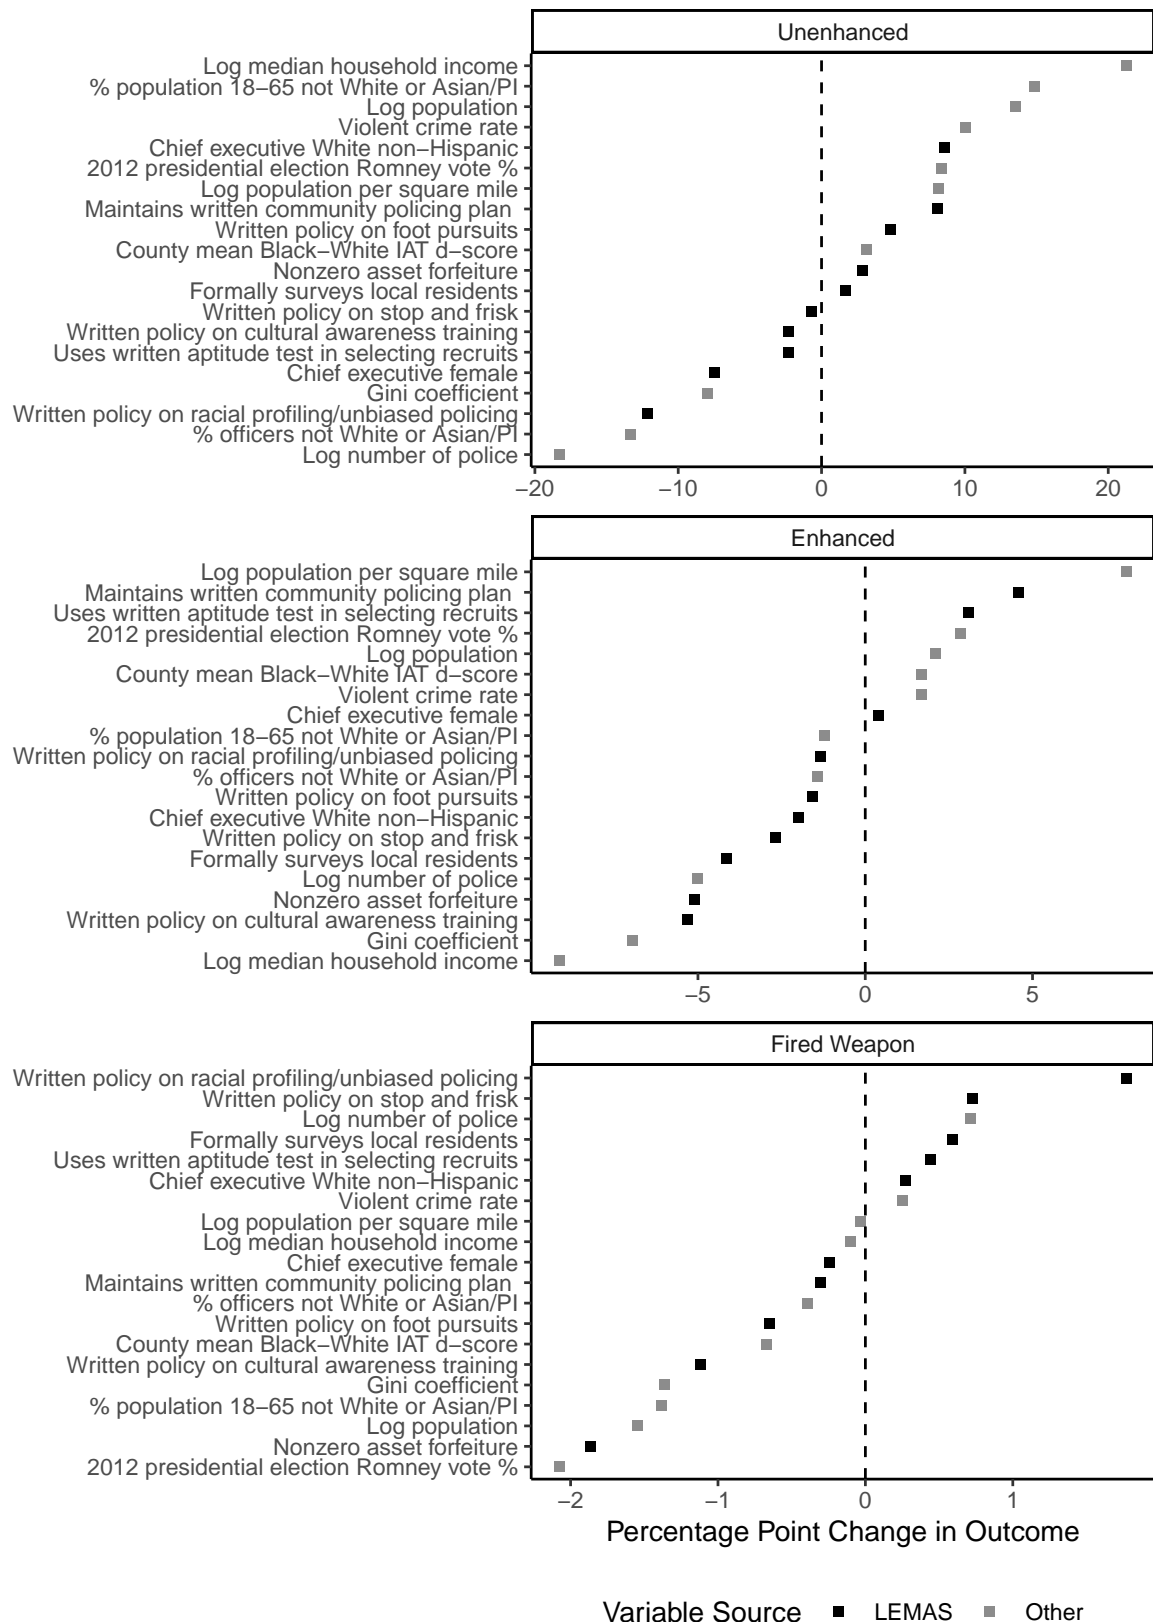 Unenhanced
Log median household income
% population 18−65 not White or Asian/PI
Log population
Violent crime rate
Chief executive White non−Hispanic
2012 presidential election Romney vote %
Log population per square mile
Maintains written community policing plan
Written policy on foot pursuits
County mean Black−White IAT d−score
Nonzero asset forfeiture
Formally surveys local residents
Written policy on stop and frisk
Written policy on cultural awareness training
Uses written aptitude test in selecting recruits
Chief executive female
Gini coefficient
Written policy on racial profiling/unbiased policing
% officers not White or Asian/PI
Log number of police
−20 −10 0 10 20
Enhanced
Log population per square mile
Maintains written community policing plan
Uses written aptitude test in selecting recruits
2012 presidential election Romney vote %
Log population
County mean Black−White IAT d−score
Violent crime rate
Chief executive female
% population 18−65 not White or Asian/PI
Written policy on racial profiling/unbiased policing
% officers not White or Asian/PI
Written policy on foot pursuits
Chief executive White non−Hispanic
Written policy on stop and frisk
Formally surveys local residents
Log number of police
Nonzero asset forfeiture
Written policy on cultural awareness training
Gini coefficient
Log median household income
−5 0 5
Fired Weapon
Written policy on racial profiling/unbiased policing
Written policy on stop and frisk
Log number of police
Formally surveys local residents
Uses written aptitude test in selecting recruits
Chief executive White non−Hispanic
Violent crime rate
Log population per square mile
Log median household income
Chief executive female
Maintains written community policing plan
% officers not White or Asian/PI
Written policy on foot pursuits
County mean Black−White IAT d−score
Written policy on cultural awareness training
Gini coefficient
% population 18−65 not White or Asian/PI
Log population
Nonzero asset forfeiture
2012 presidential election Romney vote %
−2 −1 0 1
Percentage Point Change in Outcome
Variable Source LEMAS Other